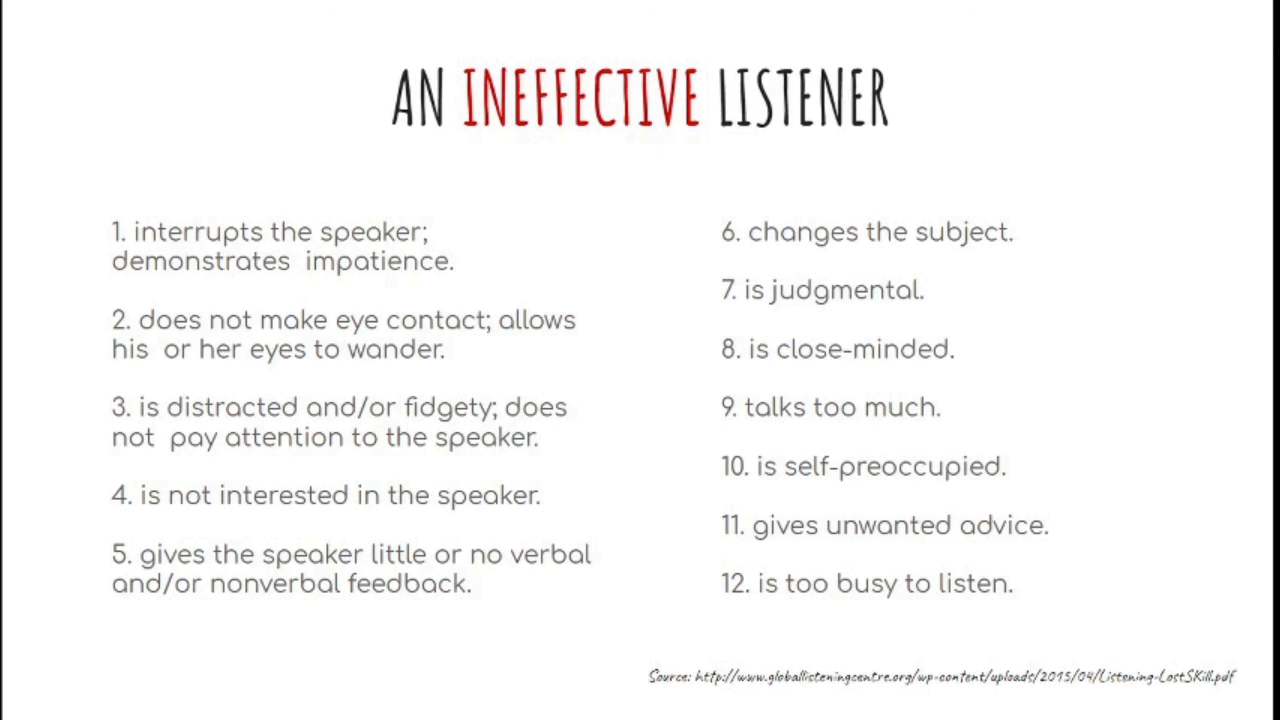 AN INEFFECTIVE LISTENER
1. interrupts the speaker;
demonstrates impatience.
2. does not make eye contact; allows
his or her eyes to wander.
3. is distracted and/or fidgety; does
not pay attention to the speaker.
4. is not interested in the speaker.
5. gives the speaker little or no verbal
and/or nonverbal feedback.
6. changes the subject.
7. is judgmental.
8. is close-minded.
9. talks too much.
10. is self-preoccupied.
11. gives unwanted advice.
12. is too busy to listen.
Source: http://www.globallisteningcentre.org/wp-content/uploads/2015/04/Listening-LostSKill.pdf